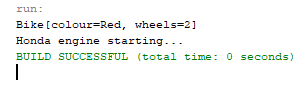 run:
Bike[colour=Red, wheels=2]
Honda engine starting...
BUILD SUCCESSFUL (total time: 0 seconds)